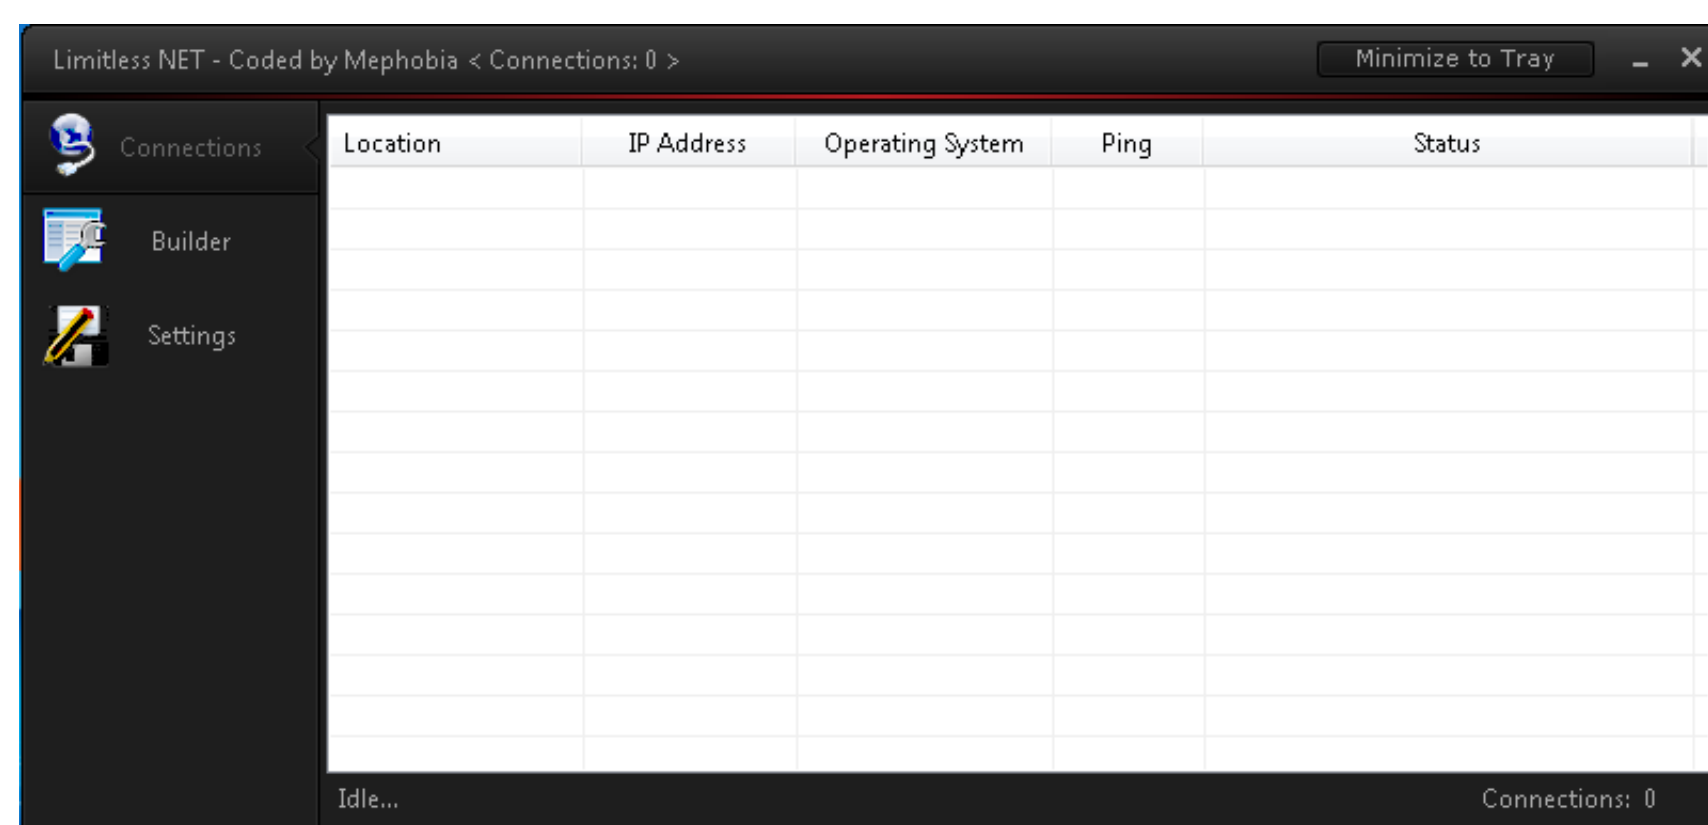 Limitless NET - Coded by Mephobia < Connections: 0 >
Minimize to Tray
Connections
Location IP Address Operating System Ping Status
Builder
Settings
Idle...
Connections: 0